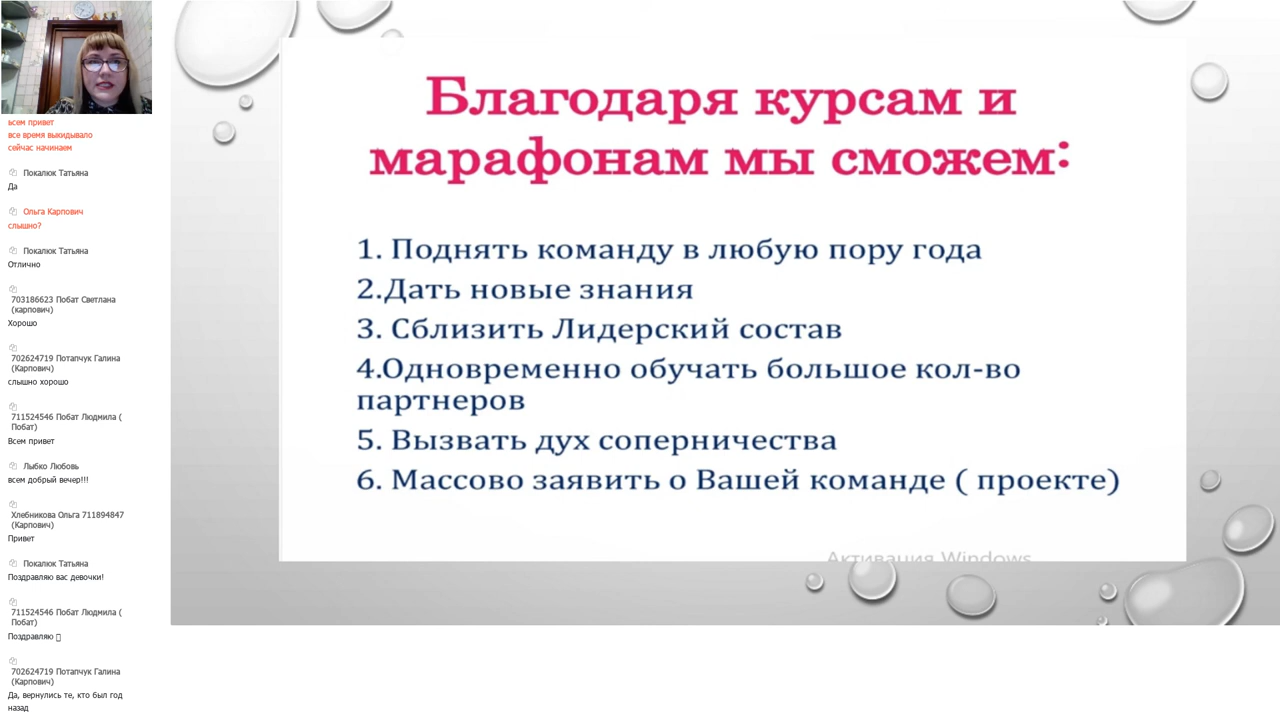 всем привет
все время выкидывало
сейчас начинаем
Покалюк Татьяна
Да
Ольга Карпович
слышно?
Покалюк Татьяна
Отлично
703186623 Побат Светлана
(карпович)
Хорошо
702624719 Потапчук Галина
(Карпович)
слышно хорошо
711524546 Побат Людмила (
Побат)
Всем привет
Лыбко Любовь
всем добрый вечер!!!
Хлебникова Ольга 711894847
(Карпович)
Привет
Покалюк Татьяна
Поздравляю вас девочки!
711524546 Побат Людмила (
Побат)
Поздравляю
702624719 Потапчук Галина
(Карпович)
Да, вернулись те, кто был год
назад
Благодаря курсам и
марафонам мы сможем:
1. Поднять команду в любую пору года
2.Дать новые знания
3. Сблизить Лидерский состав
4.Одновременно обучать большое кол-во
партнеров
5. Вызвать дух соперничества
6. Массово заявить о Вашей команде ( проекте)
Активация Windows